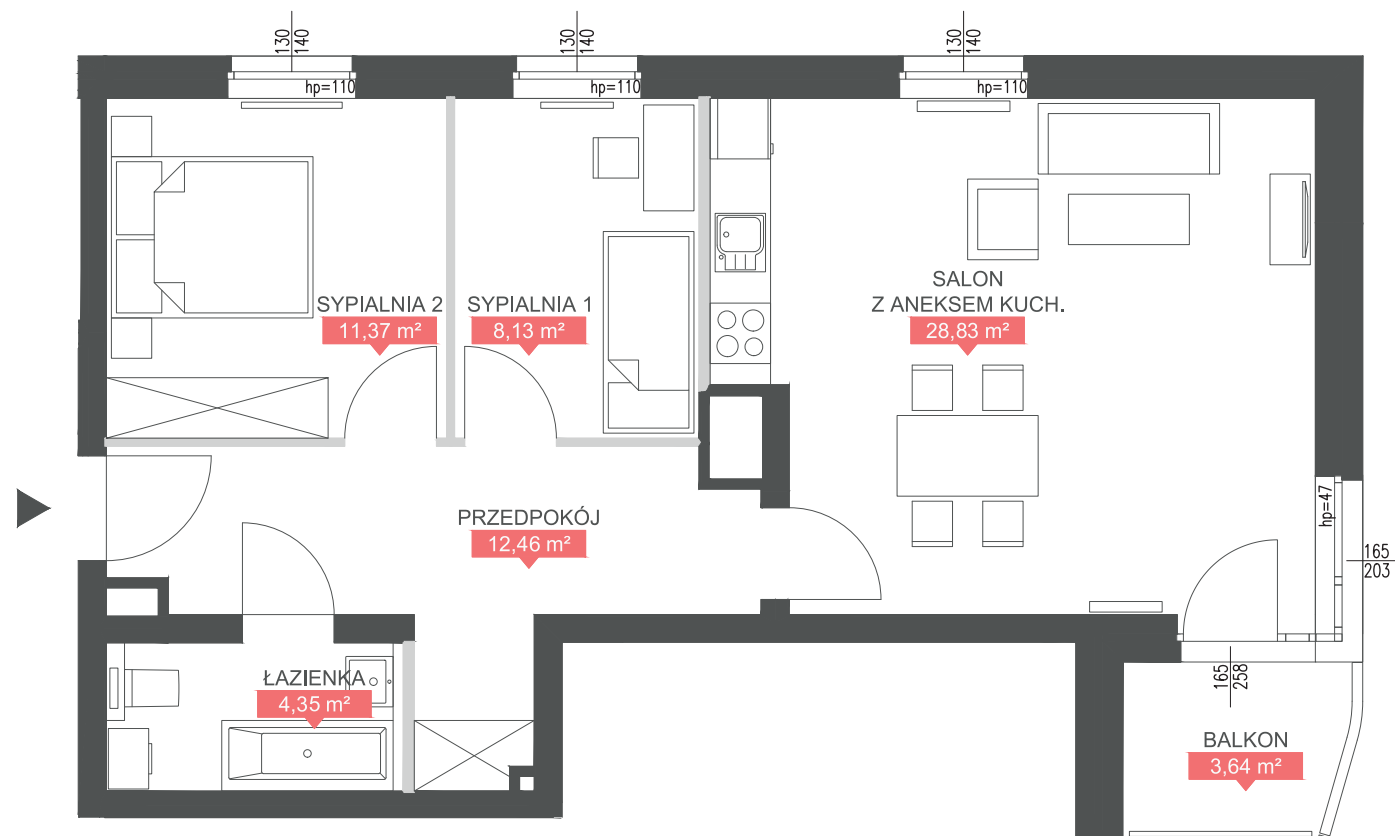 130
140
130
140
130
140
hp=110
hp=110
hp=110
SYPIALNIA 2
11,37 m²
SYPIALNIA 1
8,13 m²
SALON
Z ANEKSEM KUCH.
28,83 m²
PRZEDPOKÓJ
12,46 m²
hp=47
165
203
ŁAZIENKA
4,35 m²
165
258
BALKON
3,64 m²